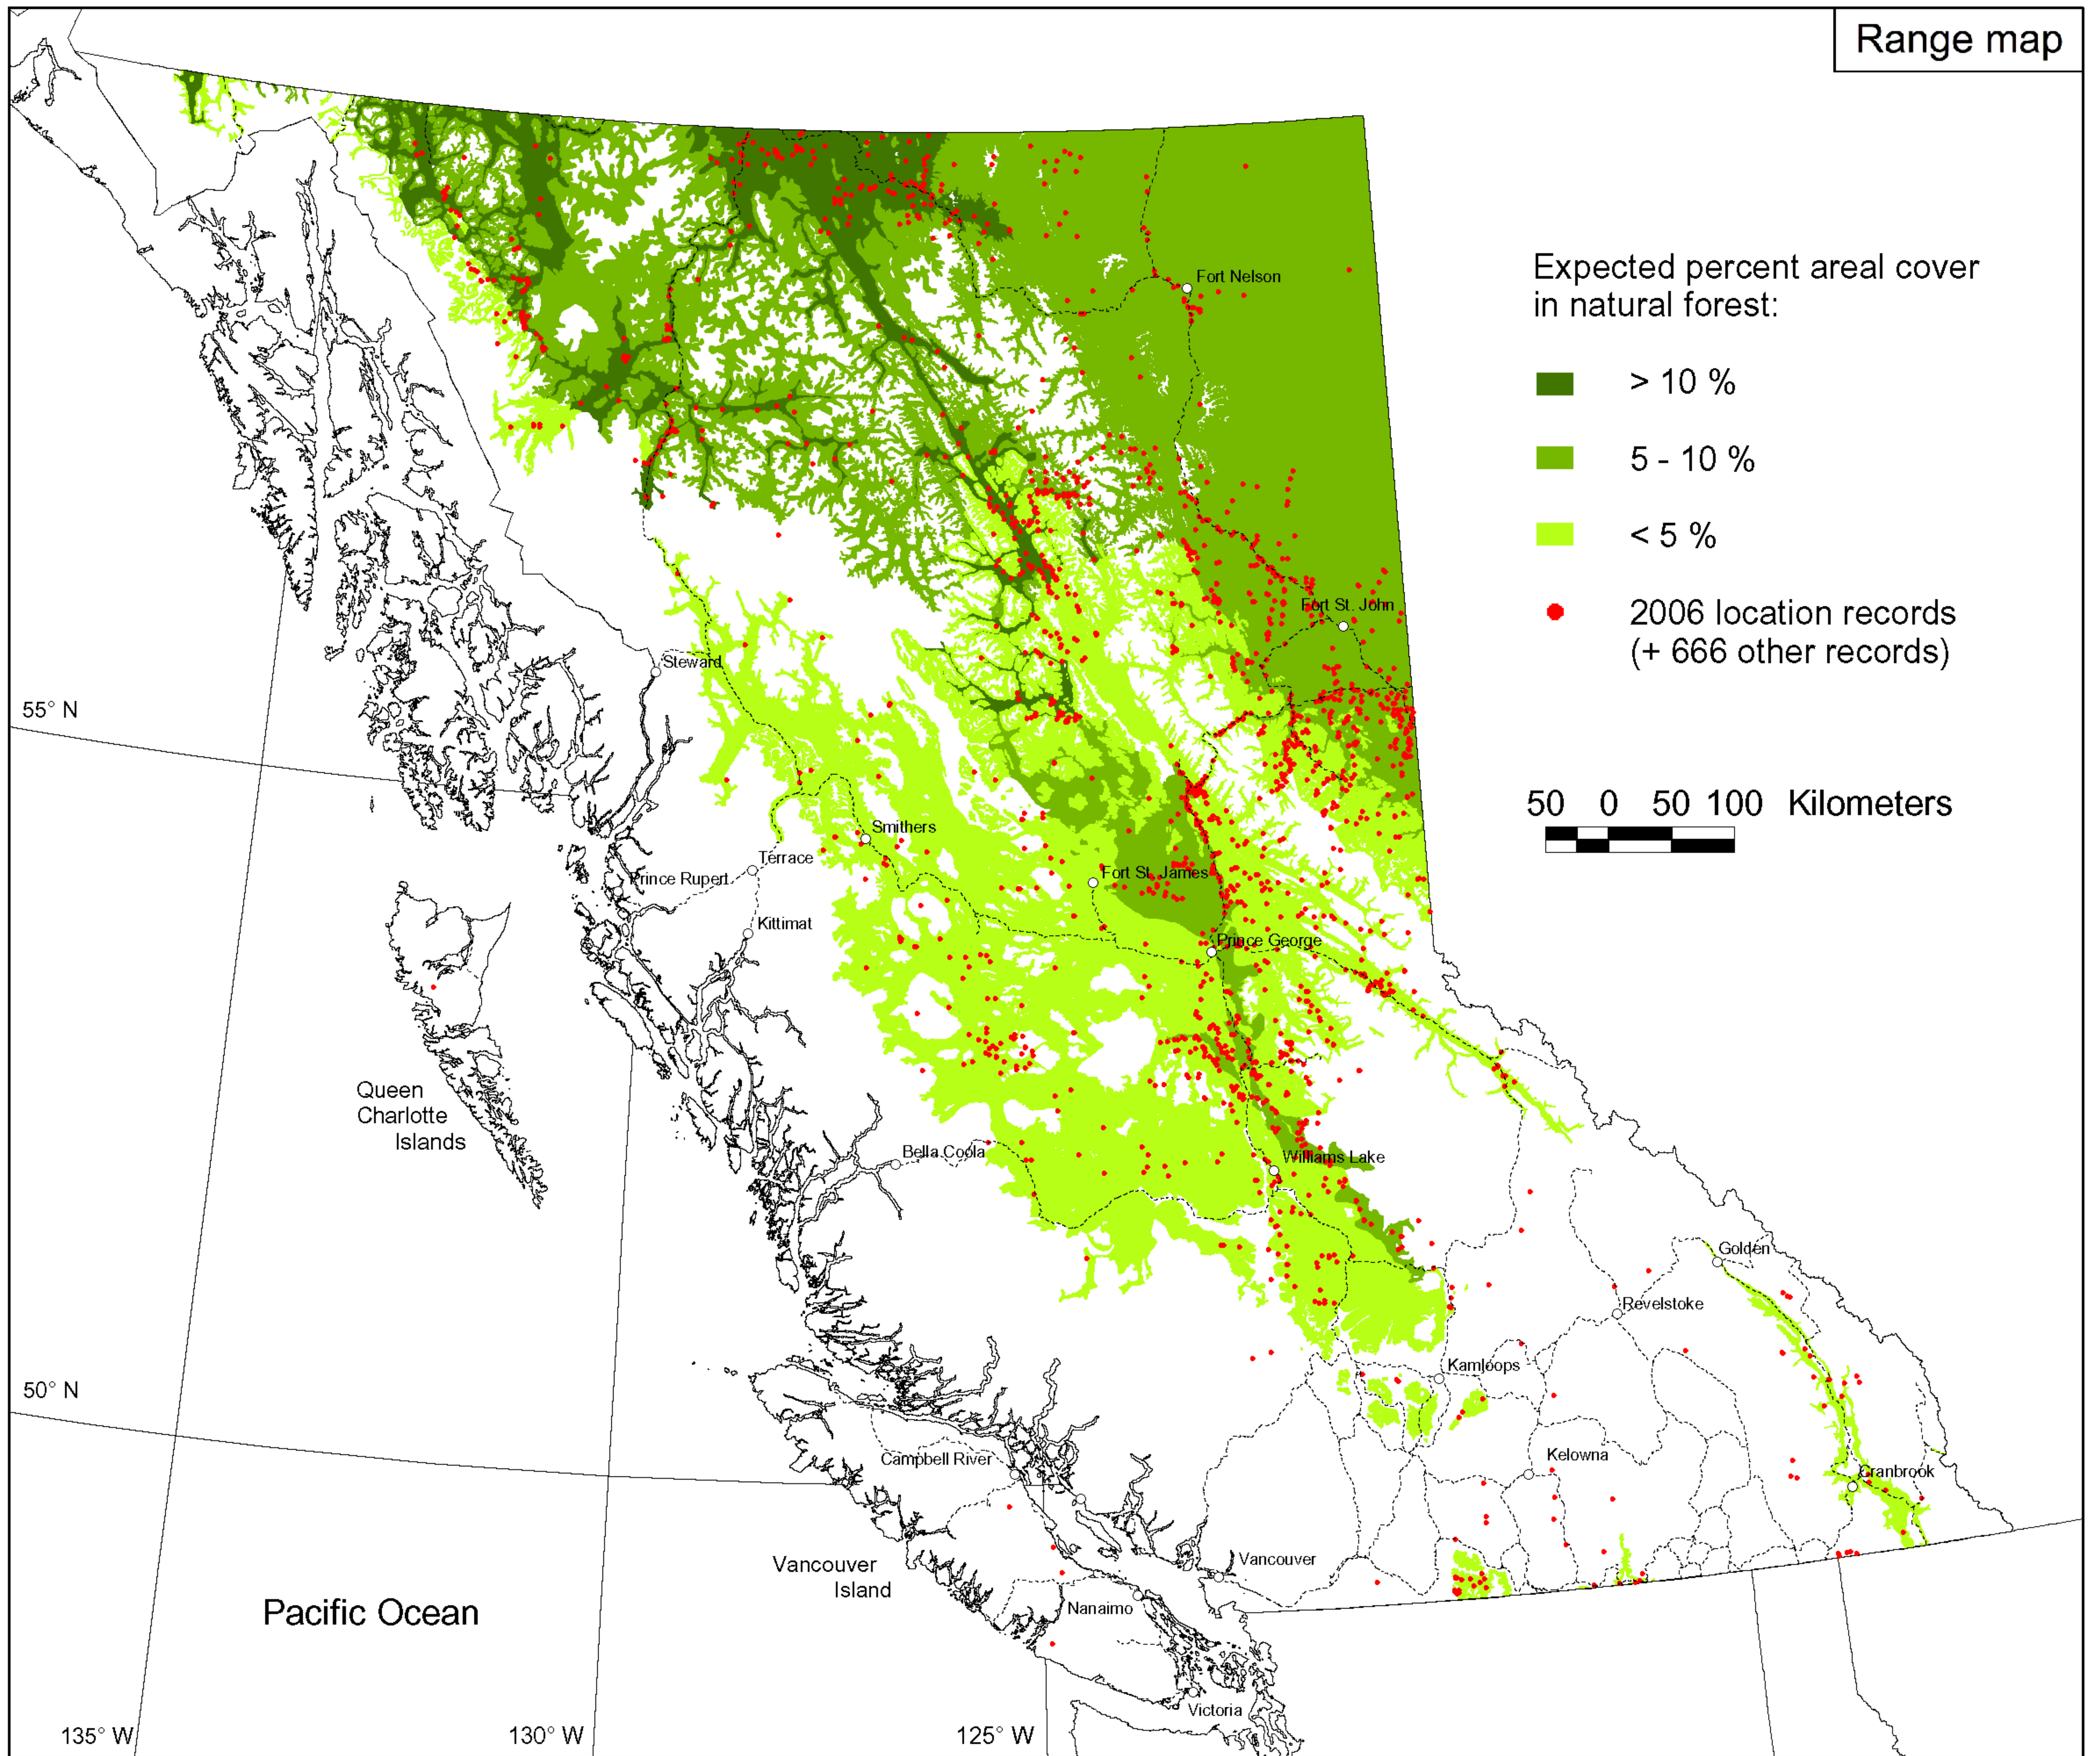 Range map
Expected percent areal cover
in natural forest:
> 10 %
5 - 10 %
< 5 %
2006 location records
(+ 666 other records)
50 0 50 100 Kilometers
Fort Nelson
Fort St. John
Steward
55° N
Smithers
Terrace
Prince Rupert
Fort St. James
Kittimat
Prince George
Queen
Charlotte
Islands
Bella Coola
Williams Lake
Golden
Revelstoke
Kamloops
50° N
Campbell River
Kelowna
Cranbrook
Vancouver
Island
Vancouver
Nanaimo
Pacific Ocean
Victoria
135° W
130° W
125° W